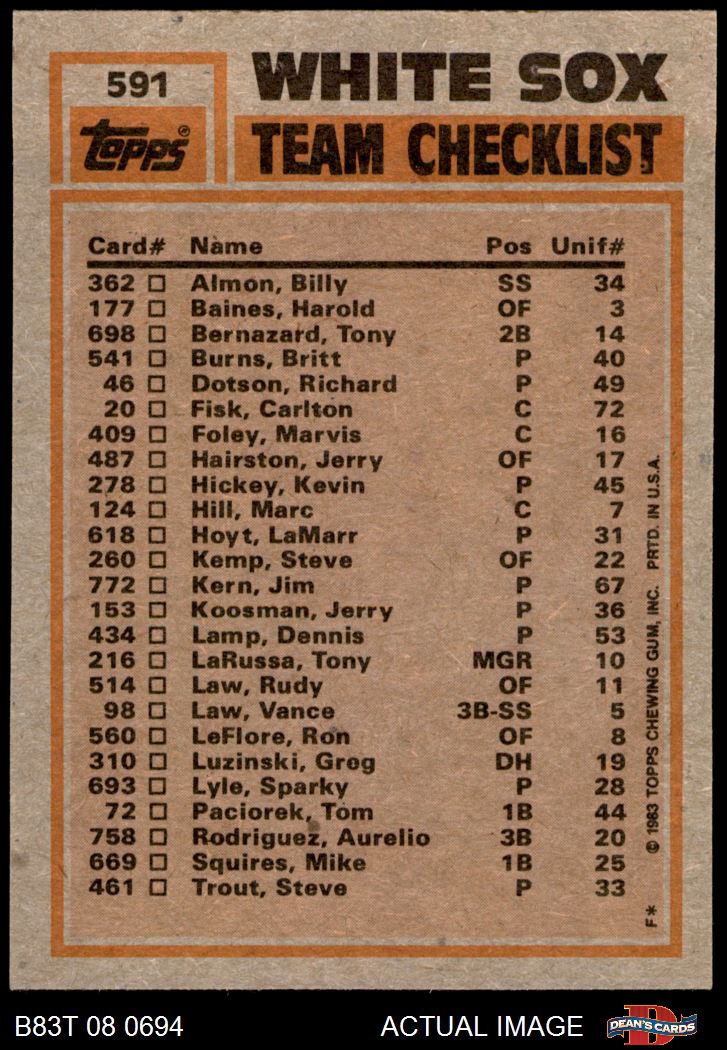 591 WHITE SOX
Topps® TEAM CHECKLIST
Card# Name Pos Unif#
362 □ Almon, Billy SS 34
177 □ Baines, Harold OF 3
698 □ Bernazard, Tony 2B 14
541 □ Burns, Britt P 40
46 □ Dotson, Richard P 49
20 □ Fisk, Carlton C 72
409 □ Foley, Marvis C 16
487 □ Hairston, Jerry OF 17
278 □ Hickey, Kevin P 45
124 □ Hill, Marc C 7
618 □ Hoyt, LaMarr P 31
260 □ Kemp, Steve OF 22
772 □ Kern, Jim P 67
153 □ Koosman, Jerry P 36
434 □ Lamp, Dennis P 53
216 □ LaRussa, Tony MGR 10
514 □ Law, Rudy OF 11
98 □ Law, Vance 3B-SS 5
560 □ LeFlore, Ron OF 8
310 □ Luzinski, Greg DH 19
693 □ Lyle, Sparky P 28
72 □ Paciorek, Tom 1B 44
758 □ Rodriguez, Aurelio 3B 20
669 □ Squires, Mike 1B 25
461 □ Trout, Steve P 33
F* © 1983 TOPPS CHEWING GUM, INC. PRTD. IN U.S.A.
B83T 08 0694 ACTUAL IMAGE DEAN'S CARDS